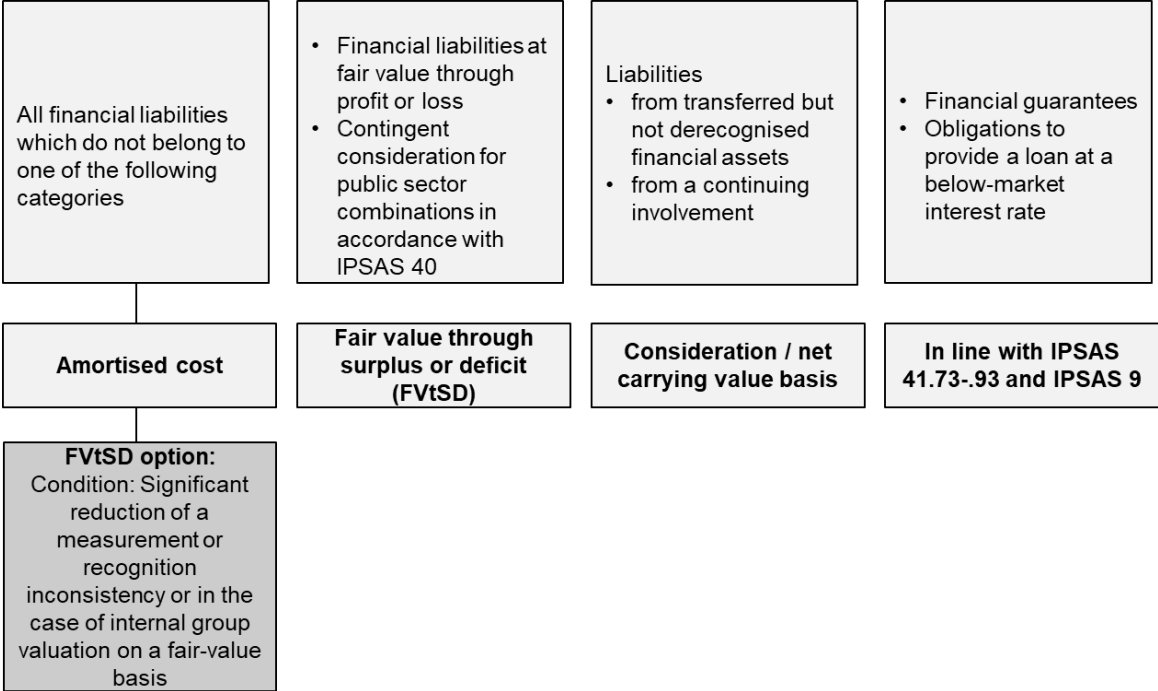 All financial liabilities
which do not belong to
one of the following
categories
• Financial liabilities at
fair value through
profit or loss
• Contingent
consideration for
public sector
combinations in
accordance with
IPSAS 40
Liabilities
• from transferred but
not derecognised
financial assets
• from a continuing
involvement
• Financial guarantees
• Obligations to
provide a loan at a
below-market
interest rate
Amortised cost
Fair value through
surplus or deficit
(FVtSD)
Consideration / net
carrying value basis
In line with IPSAS
41.73-.93 and IPSAS 9
FVtSD option:
Condition: Significant
reduction of a
measurement or
recognition
inconsistency or in the
case of internal group
valuation on a fair-value
basis